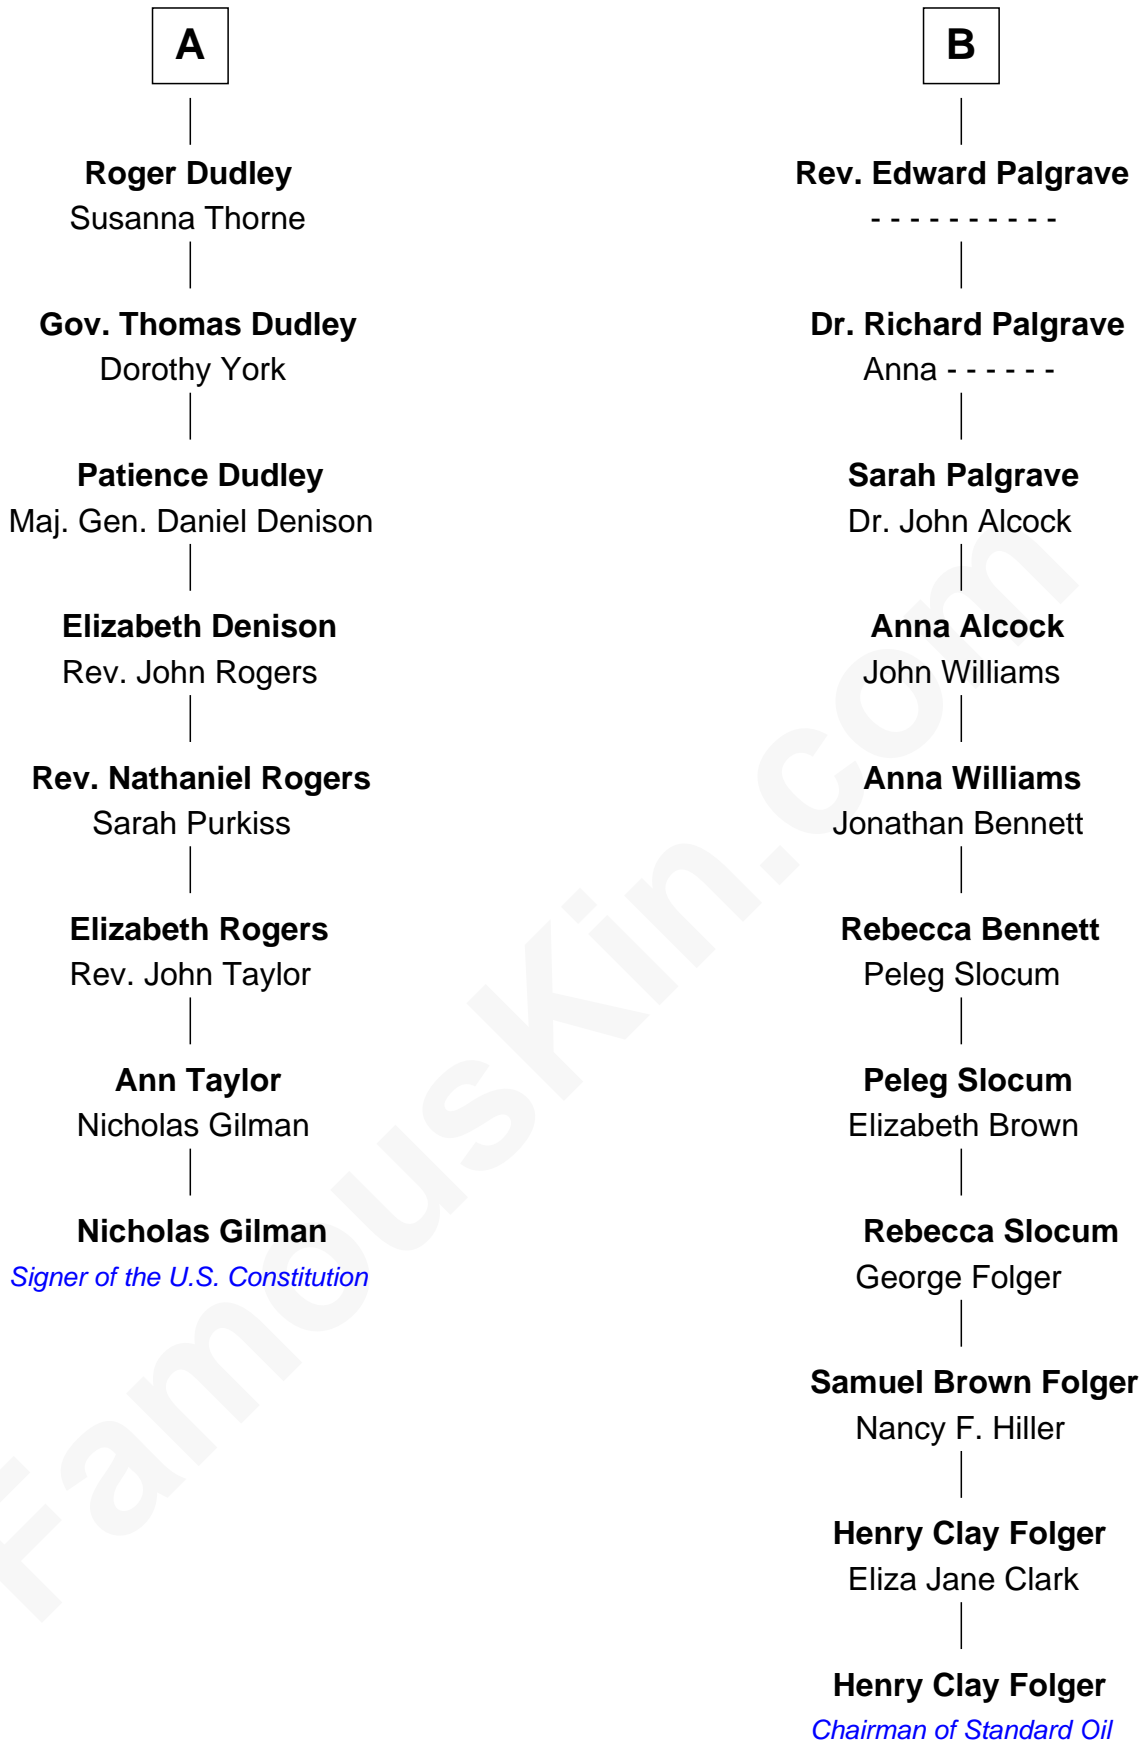 A
Roger Dudley
Susanna Thorne
Gov. Thomas Dudley
Dorothy York
Patience Dudley
Maj. Gen. Daniel Denison
Elizabeth Denison
Rev. John Rogers
Rev. Nathaniel Rogers
Sarah Purkiss
Elizabeth Rogers
Rev. John Taylor
Ann Taylor
Nicholas Gilman
Nicholas Gilman
Signer of the U.S. Constitution
B
Rev. Edward Palgrave
- - - - - - - - - -
Dr. Richard Palgrave
Anna - - - - - -
Sarah Palgrave
Dr. John Alcock
Anna Alcock
John Williams
Anna Williams
Jonathan Bennett
Rebecca Bennett
Peleg Slocum
Peleg Slocum
Elizabeth Brown
Rebecca Slocum
George Folger
Samuel Brown Folger
Nancy F. Hiller
Henry Clay Folger
Eliza Jane Clark
Henry Clay Folger
Chairman of Standard Oil
FamousKin.com